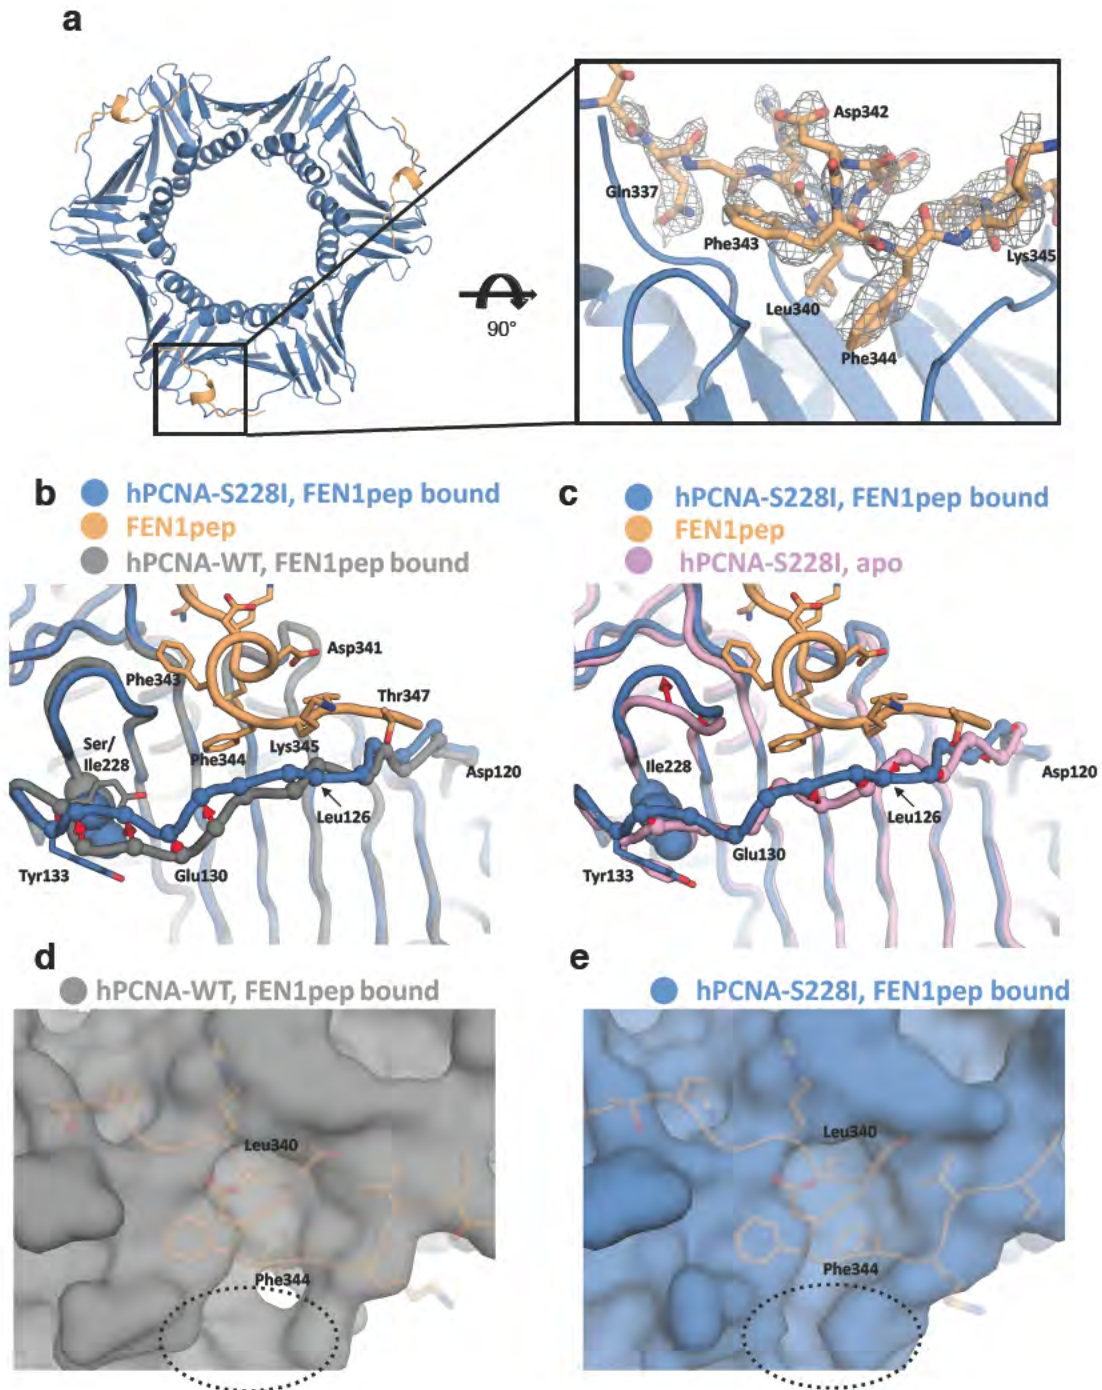 a
Asp342
Gln337
Phe343
Lys345
Leu340
90°
Phe344
b
hPCNA-S228I, FEN1pep bound
FEN1pep
hPCNA-WT, FEN1pep bound
Asp341
Phe343
Thr347
Ser/
Ile228
Phe344
Lys345
Asp120
Leu126
Tyr133
Glu130
c
hPCNA-S228I, FEN1pep bound
FEN1pep
hPCNA-S228I, apo
Ile228
Asp120
Leu126
Glu130
Tyr133
d
hPCNA-WT, FEN1pep bound
Leu340
Phe344
e
hPCNA-S228I, FEN1pep bound
Leu340
Phe344